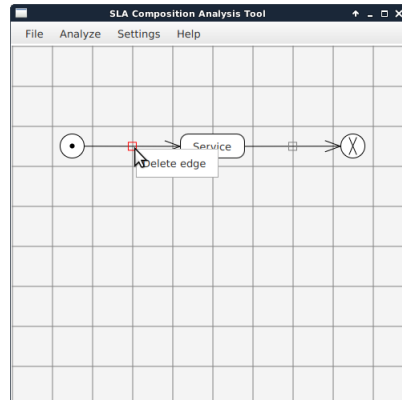 SLA Composition Analysis Tool
File Analyze Settings Help
Service
Delete edge